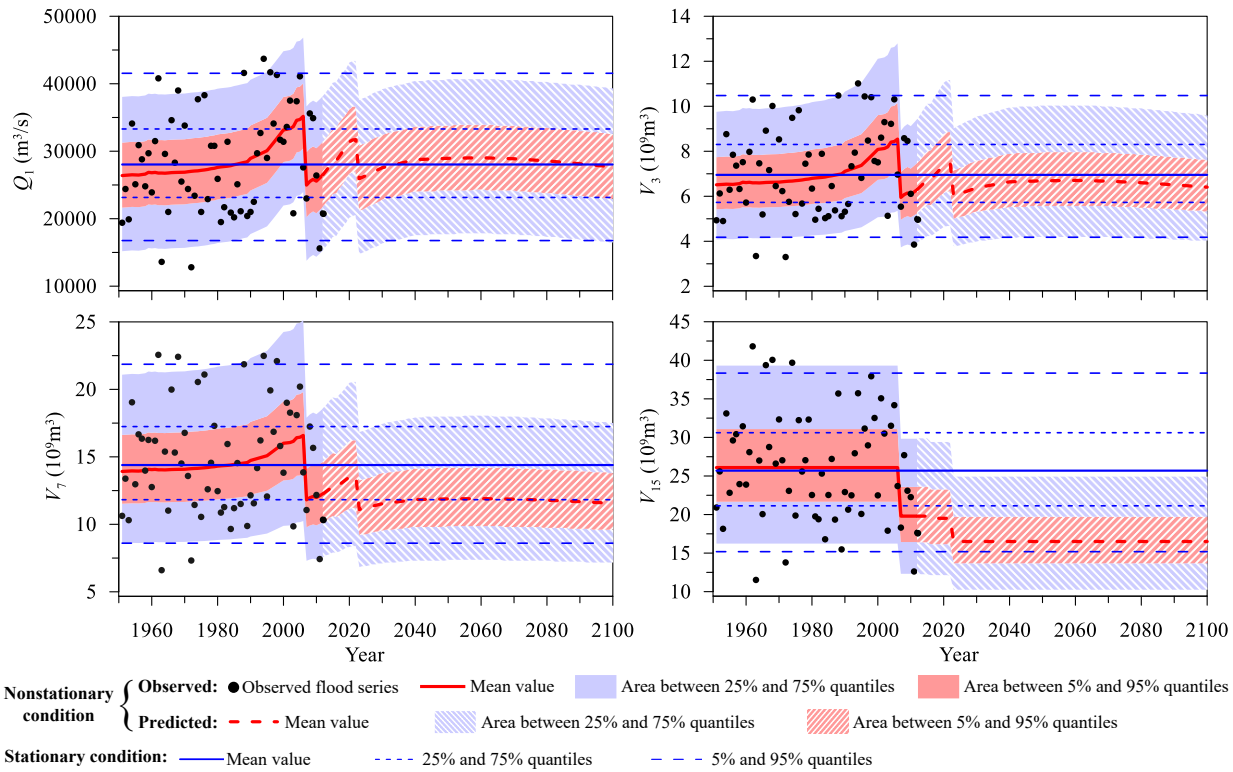 50000
40000
30000
20000
10000
Q1 (m³/s)
14
12
10
8
6
4
2
V3 (10⁹m³)
25
20
15
10
5
V7 (10⁹m³)
1960 1980 2000 2020 2040 2060 2080 2100
Year
45
40
35
30
25
20
15
10
V15 (10⁹m³)
1960 1980 2000 2020 2040 2060 2080 2100
Year
Nonstationary
condition
Observed: Observed flood series Mean value Area between 25% and 75% quantiles Area between 5% and 95% quantiles
Predicted: Mean value Area between 25% and 75% quantiles Area between 5% and 95% quantiles
Stationary condition: Mean value 25% and 75% quantiles 5% and 95% quantiles